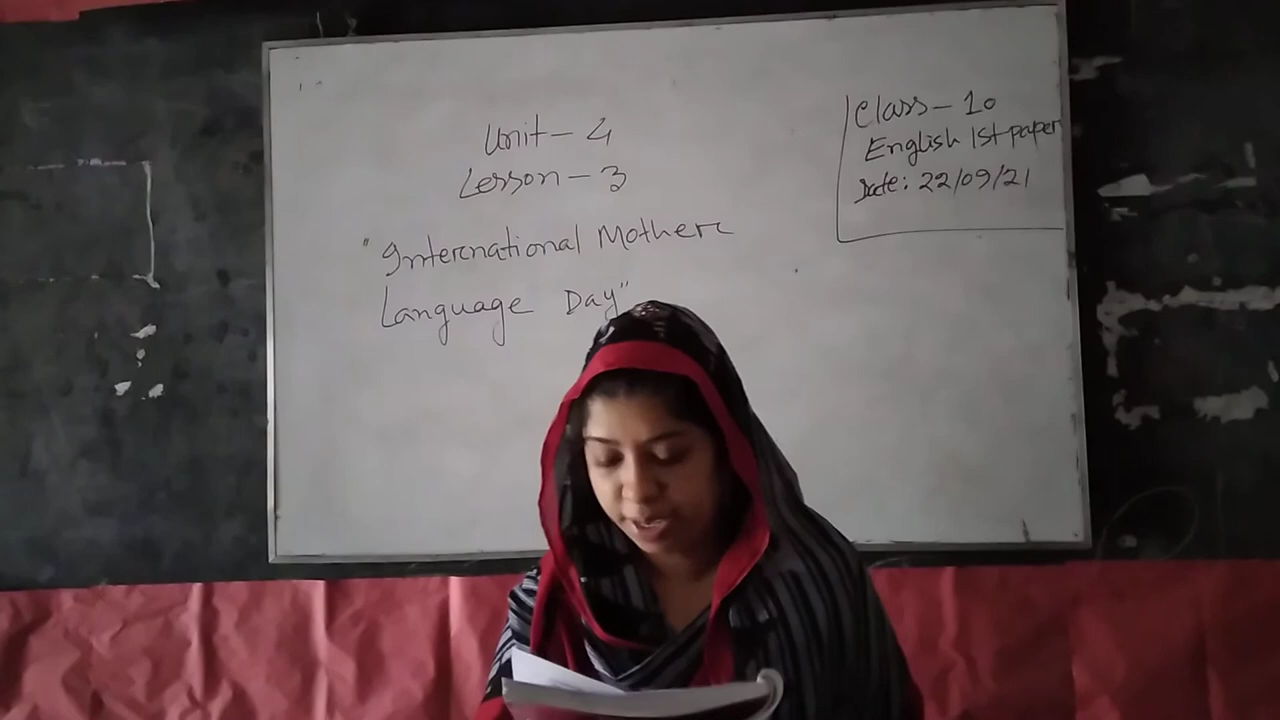 Unit - 4
Lesson - 3
"International Mother
Language Day"
Class - 10
English 1st paper
Date: 22/09/21